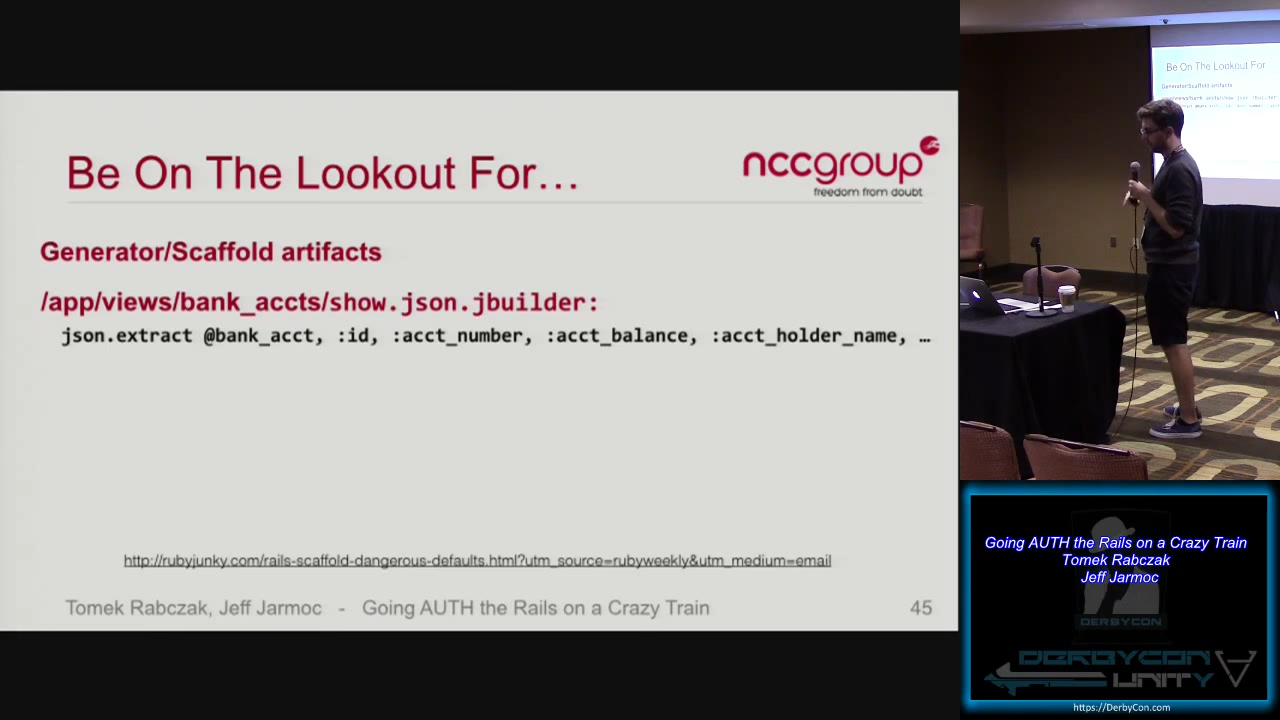 Be On The Lookout For…
nccgroup
freedom from doubt
Generator/Scaffold artifacts
/app/views/bank_accts/show.json.jbuilder:
json.extract @bank_acct, :id, :acct_number, :acct_balance, :acct_holder_name, …
http://rubyjunky.com/rails-scaffold-dangerous-defaults.html?utm_source=rubyweekly&utm_medium=email
Tomek Rabczak, Jeff Jarmoc - Going AUTH the Rails on a Crazy Train 45
Be On The Lookout For
Generator/Scaffold artifacts
Going AUTH the Rails on a Crazy Train
Tomek Rabczak
Jeff Jarmoc
DERBYCON
DERBYCON
UNITY
https://DerbyCon.com